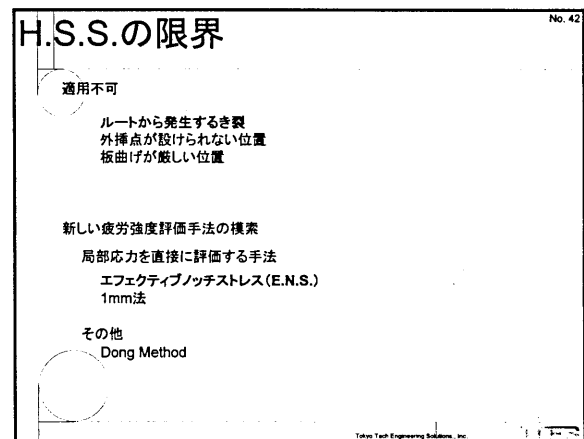 No. 42
H.S.S.の限界
適用不可
ルートから発生するき裂
外挿点が設けられない位置
板曲げが厳しい位置
新しい疲労強度評価手法の模索
局部応力を直接に評価する手法
エフェクティブノッチストレス(E.N.S.)
1mm法
その他
Dong Method
Tokyo Tech Engineering Solutions, Inc.